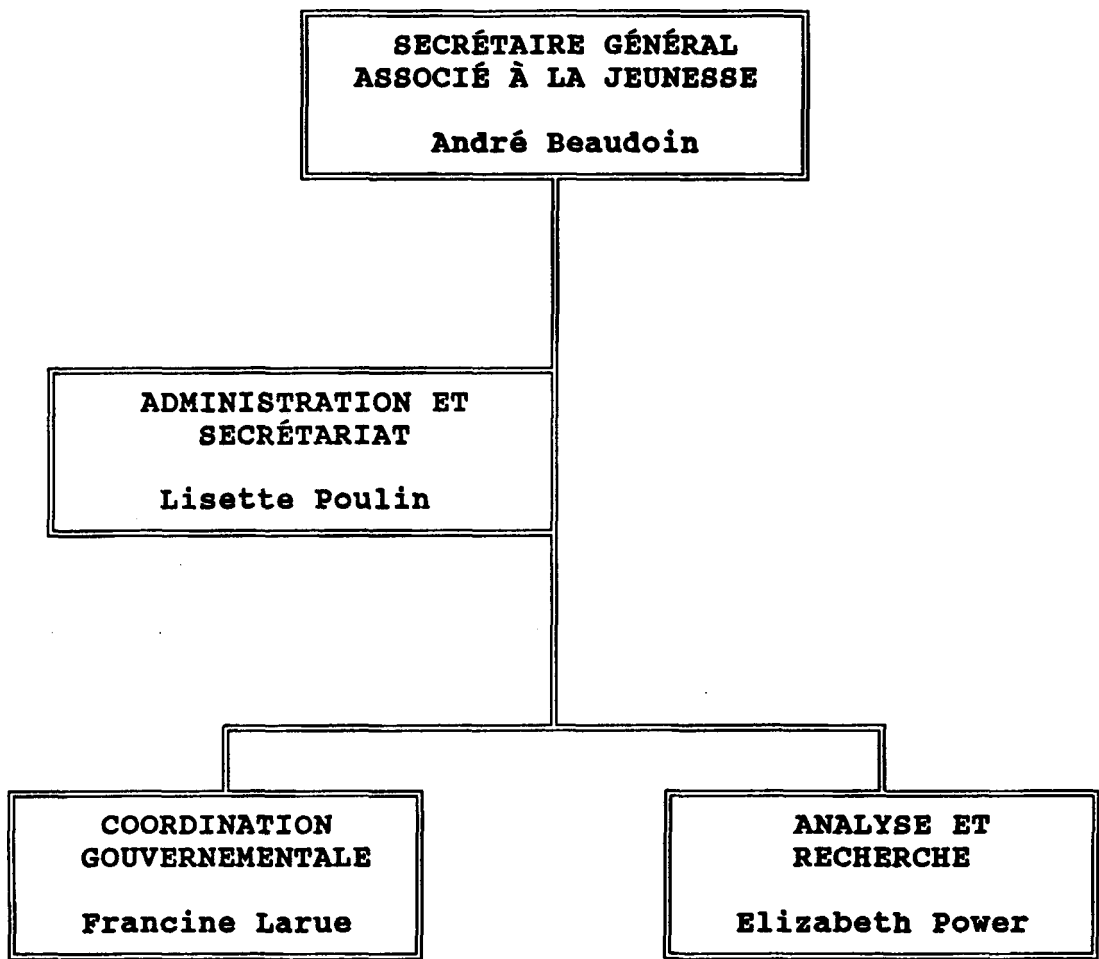 SECRÉTAIRE GÉNÉRAL
ASSOCIÉ À LA JEUNESSE
André Beaudoin
ADMINISTRATION ET
SECRÉTARIAT
Lisette Poulin
COORDINATION
GOUVERNEMENTALE
Francine Larue
ANALYSE ET
RECHERCHE
Elizabeth Power